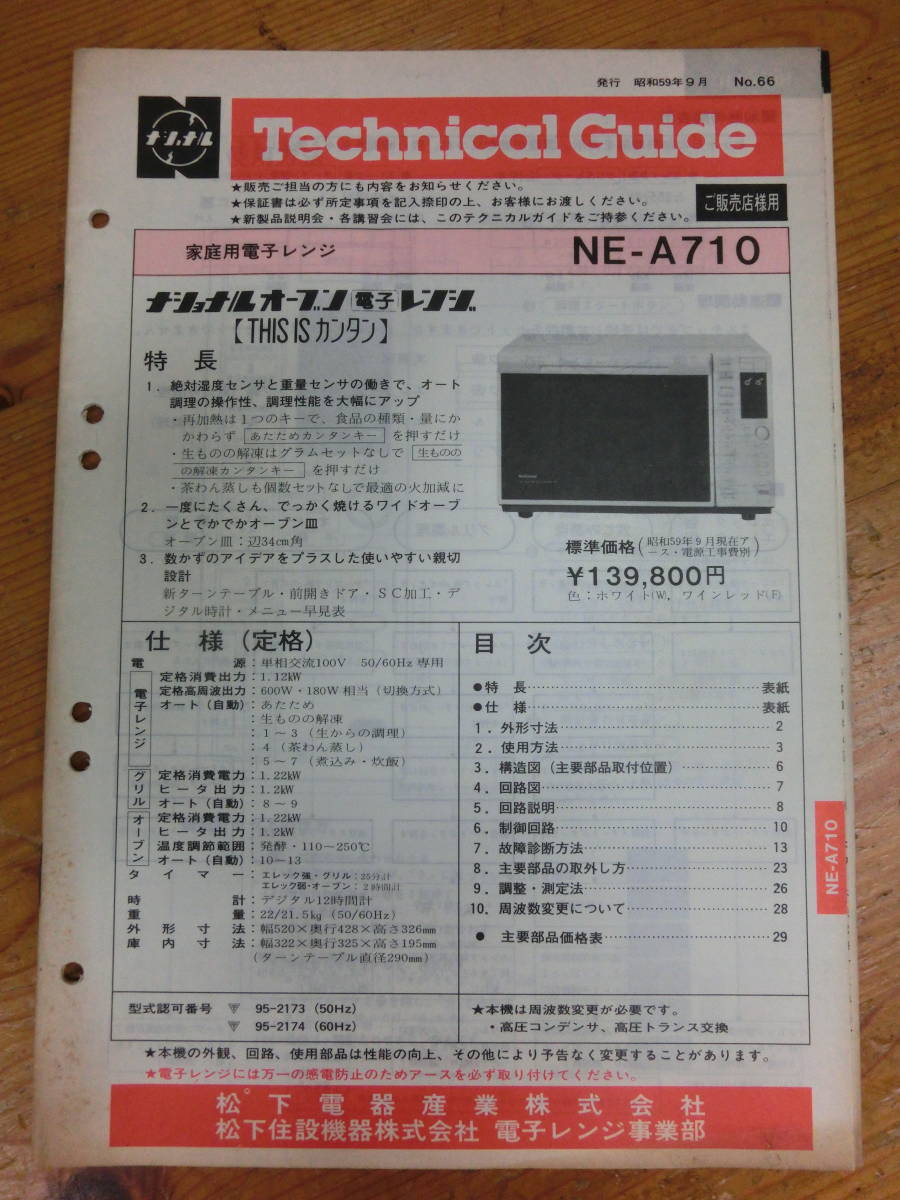 発行 昭和59年9月 No.66
ナショナル
Technical Guide
★販売ご担当の方にも内容をお知らせください。
★保証書は必ず所定事項を記入捺印の上、お客様にお渡しください。
★新製品説明会・各講習会には、このテクニカルガイドをご持参ください。
ご販売店様用
家庭用電子レンジ NE-A710
ナショナルオーブン電子レンジ
【THIS IS カンタン】
特長
1. 絶対湿度センサと重量センサの働きで、オート
調理の操作性、調理性能を大幅にアップ
・再加熱は1つのキーで、食品の種類・量にか
かわらず あたためカンタンキー を押すだけ
・生ものの解凍はグラムセットなしで 生ものの
の解凍カンタンキー を押すだけ
・茶わん蒸しも個数セットなしで最適の火加減に
2. 一度にたくさん、でっかく焼けるワイドオーブ
ンとでかでかオーブン皿
オーブン皿：辺34cm角
3. 数かずのアイデアをプラスした使いやすい親切
設計
新ターンテーブル・前開きドア・SC加工・デ
ジタル時計・メニュー早見表
National
標準価格(昭和59年9月現在ア
ース・電源工事費別)
¥139,800円
色：ホワイト(W), ワインレッド(F)
仕様（定格）
電源：単相交流100V 50/60Hz専用
電子レンジ
定格消費出力：1.12kW
定格高周波出力：600W・180W相当（切換方式）
オート（自動）：あたため
：生ものの解凍
：1～3（生からの調理）
：4（茶わん蒸し）
：5～7（煮込み・炊飯）
グリル
定格消費電力：1.22kW
ヒータ出力：1.2kW
オート（自動）：8～9
オーブン
定格消費電力：1.22kW
ヒータ出力：1.2kW
温度調節範囲：発酵・110～250℃
オート（自動）：10～13
タイマー：エレック強・グリル：25分計
エレック弱・オーブン：2時間計
時計：デジタル12時間計
重量：22/21.5kg（50/60Hz）
外形寸法：幅520×奥行428×高さ326mm
庫内寸法：幅322×奥行325×高さ195mm
（ターンテーブル直径290mm）
目次
●特長……表紙
●仕様……表紙
1. 外形寸法……2
2. 使用方法……3
3. 構造図（主要部品取付位置）……6
4. 回路図……7
5. 回路説明……8
6. 制御回路……10
7. 故障診断方法……13
8. 主要部品の取外し方……23
9. 調整・測定法……26
10. 周波数変更について……28
● 主要部品価格表……29
NE-A710
型式認可番号 95-2173（50Hz）
95-2174（60Hz）
★本機は周波数変更が必要です。
・高圧コンデンサ、高圧トランス交換
★本機の外観、回路、使用部品は性能の向上、その他により予告なく変更することがあります。
★電子レンジには万一の感電防止のためアースを必ず取り付けてください。
松下電器産業株式会社
松下住設機器株式会社 電子レンジ事業部